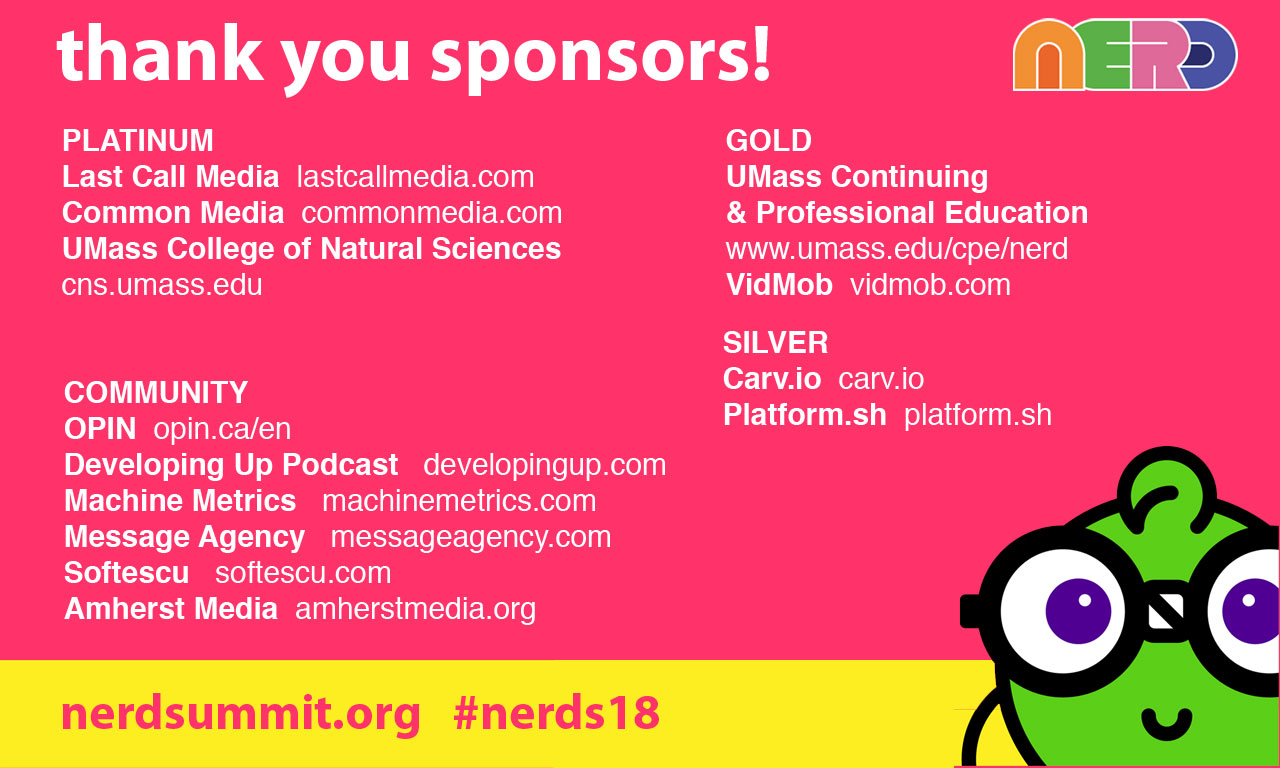 thank you sponsors!
NERD
PLATINUM
Last Call Media lastcallmedia.com
Common Media commonmedia.com
UMass College of Natural Sciences
cns.umass.edu
GOLD
UMass Continuing
& Professional Education
www.umass.edu/cpe/nerd
VidMob vidmob.com
SILVER
Carv.io carv.io
Platform.sh platform.sh
COMMUNITY
OPIN opin.ca/en
Developing Up Podcast developingup.com
Machine Metrics machinemetrics.com
Message Agency messageagency.com
Softescu softescu.com
Amherst Media amherstmedia.org
nerdsummit.org #nerds18